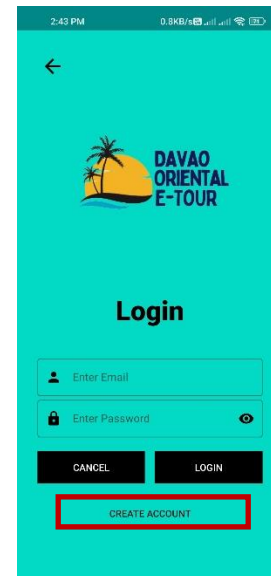 2:43 PM 0.8KB/s
DAVAO
ORIENTAL
E-TOUR
Login
Enter Email
Enter Password
CANCEL LOGIN
CREATE ACCOUNT